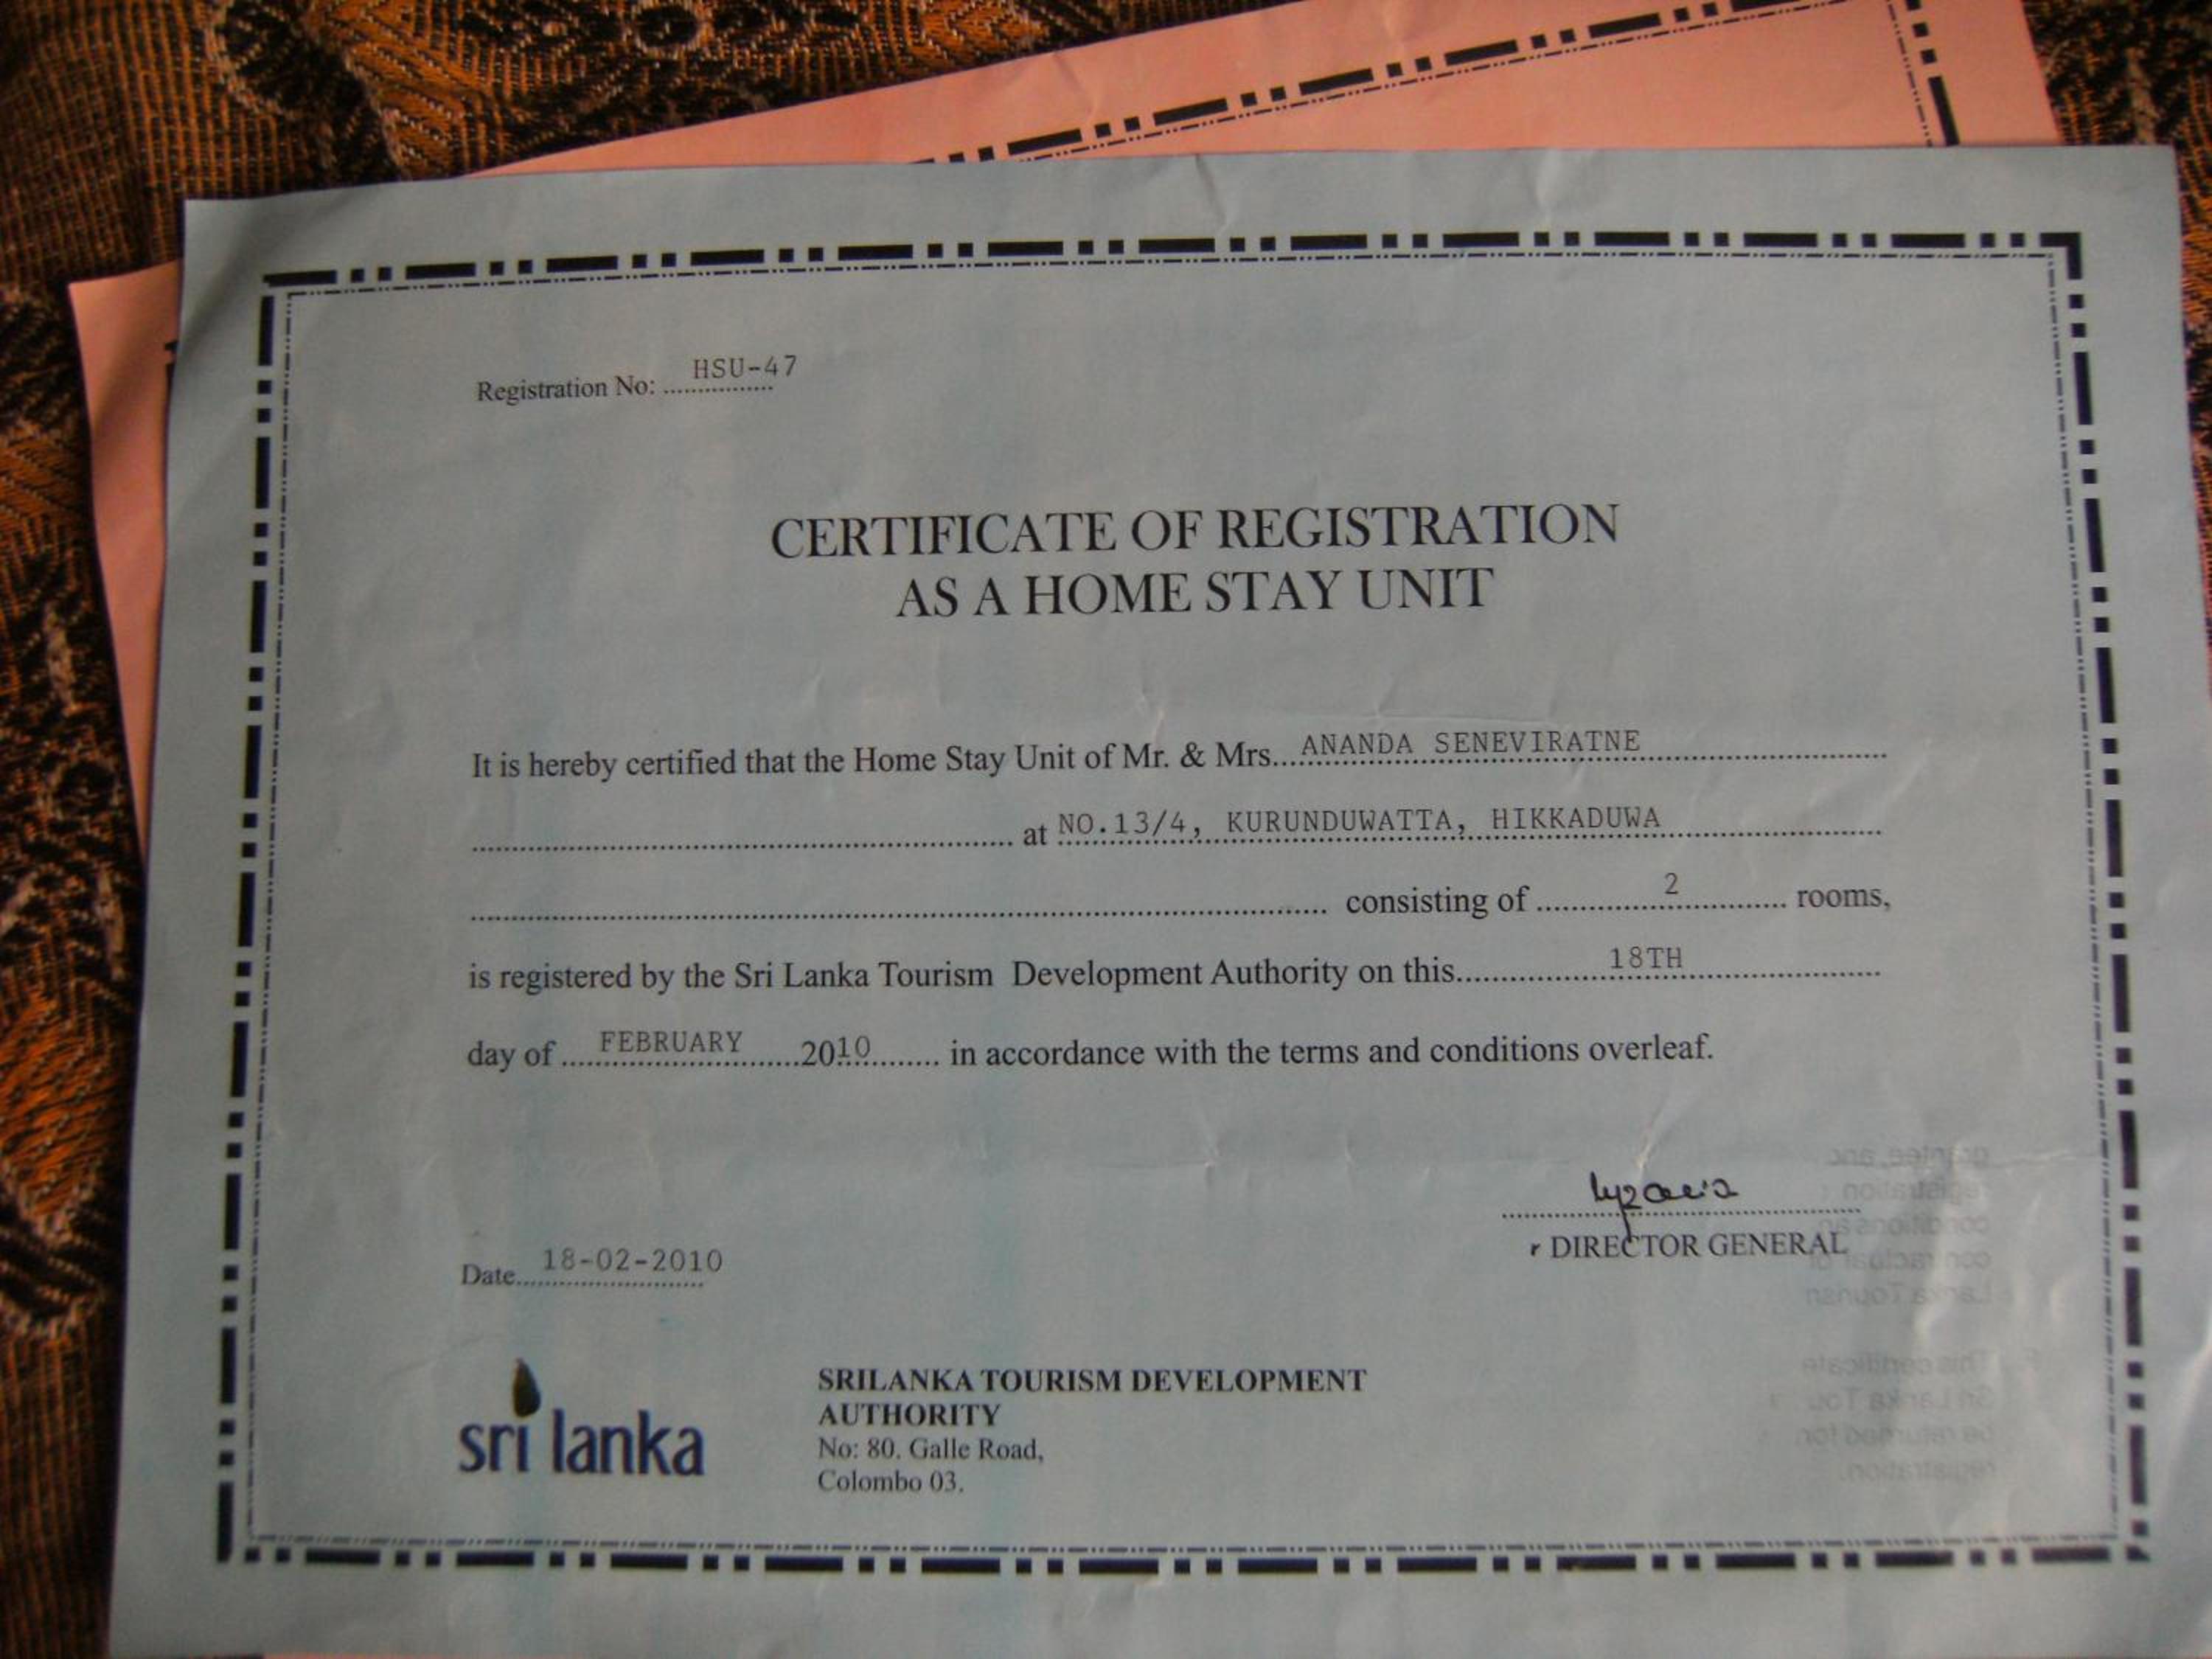 Registration No: HSU-47
CERTIFICATE OF REGISTRATION
AS A HOME STAY UNIT
It is hereby certified that the Home Stay Unit of Mr. & Mrs. ANANDA SENEVIRATNE
at NO.13/4, KURUNDUWATTA, HIKKADUWA
consisting of 2 rooms,
is registered by the Sri Lanka Tourism Development Authority on this 18TH
day of FEBRUARY 2010 in accordance with the terms and conditions overleaf.
DIRECTOR GENERAL
Date 18-02-2010
sri lanka
SRILANKA TOURISM DEVELOPMENT
AUTHORITY
No: 80, Galle Road,
Colombo 03.